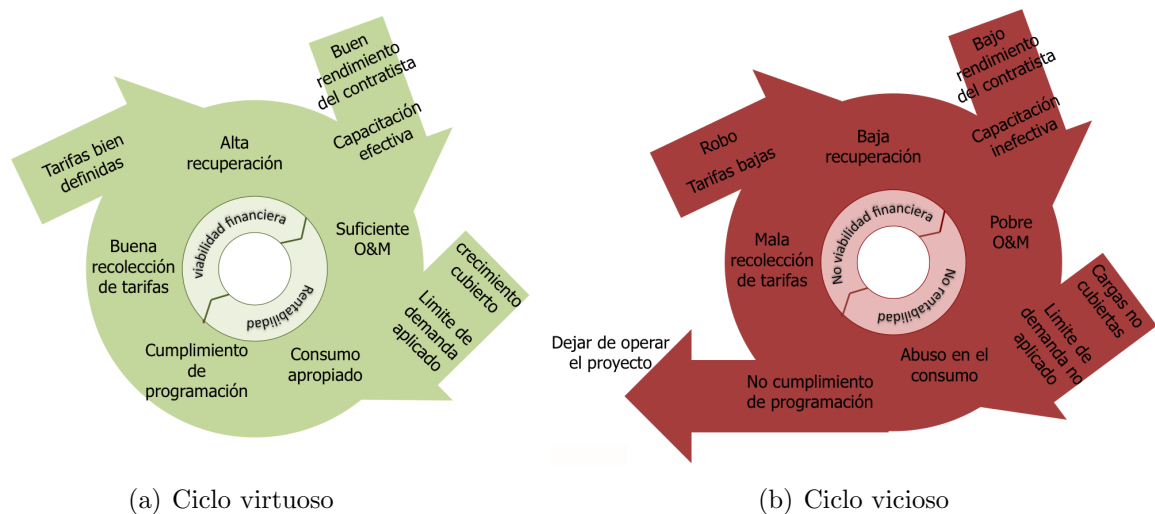 Buen
rendimiento
del contratista
Capacitación
efectiva
Tarifas bien
definidas
Alta
recuperación
Suficiente
O&M
crecimiento
cubierto
Limite de
demanda
aplicado
Consumo
apropiado
Cumplimiento
de
programación
Buena
recolección
de tarifas
viabilidad financiera
Rentabilidad
(a) Ciclo virtuoso
Bajo
rendimiento
del contratista
Capacitación
inefectiva
Robo
Tarifas bajas
Baja
recuperación
Pobre
O&M
Cargas no
cubiertas
Limite de
demanda no
aplicado
Abuso en el
consumo
No cumplimiento
de programación
Dejar de operar
el proyecto
Mala
recolección
de tarifas
No viabilidad financiera
No rentabilidad
(b) Ciclo vicioso